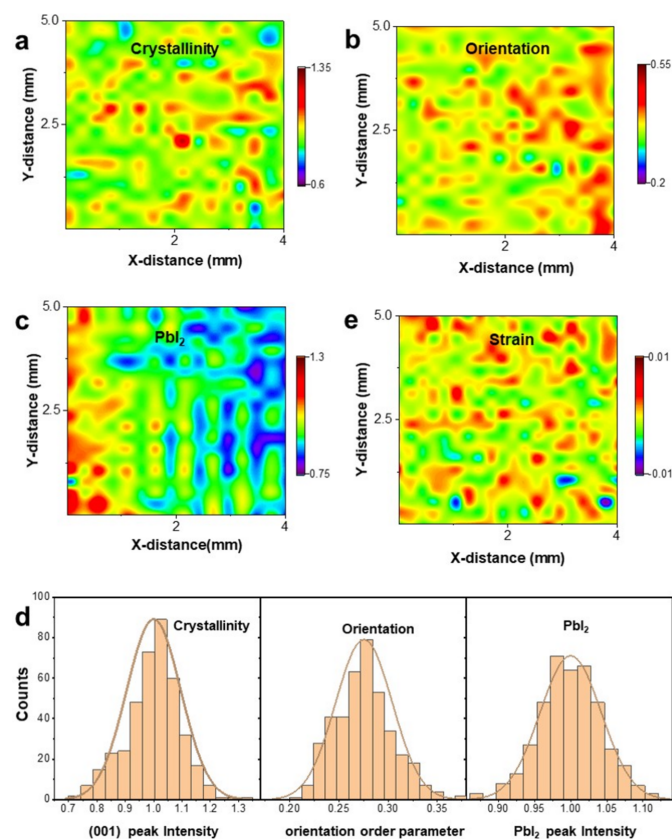 a
Crystallinity
5.0
2.5
Y-distance (mm)
2
4
X-distance (mm)
1.35
0.6
b
Orientation
5.0
2.5
Y-distance (mm)
2
4
X-distance (mm)
0.55
0.2
c
PbI₂
5.0
2.5
Y-distance (mm)
2
4
X-distance(mm)
1.3
0.75
e
Strain
5.0
2.5
Y-distance (mm)
2
4
X-distance (mm)
0.01
-0.01
d
Crystallinity
Orientation
PbI₂
100
80
60
40
20
0
Counts
0.7 0.8 0.9 1.0 1.1 1.2 1.3
0.20 0.25 0.30 0.35
0.90 0.95 1.00 1.05 1.10
(001) peak Intensity
orientation order parameter
PbI₂ peak Intensity